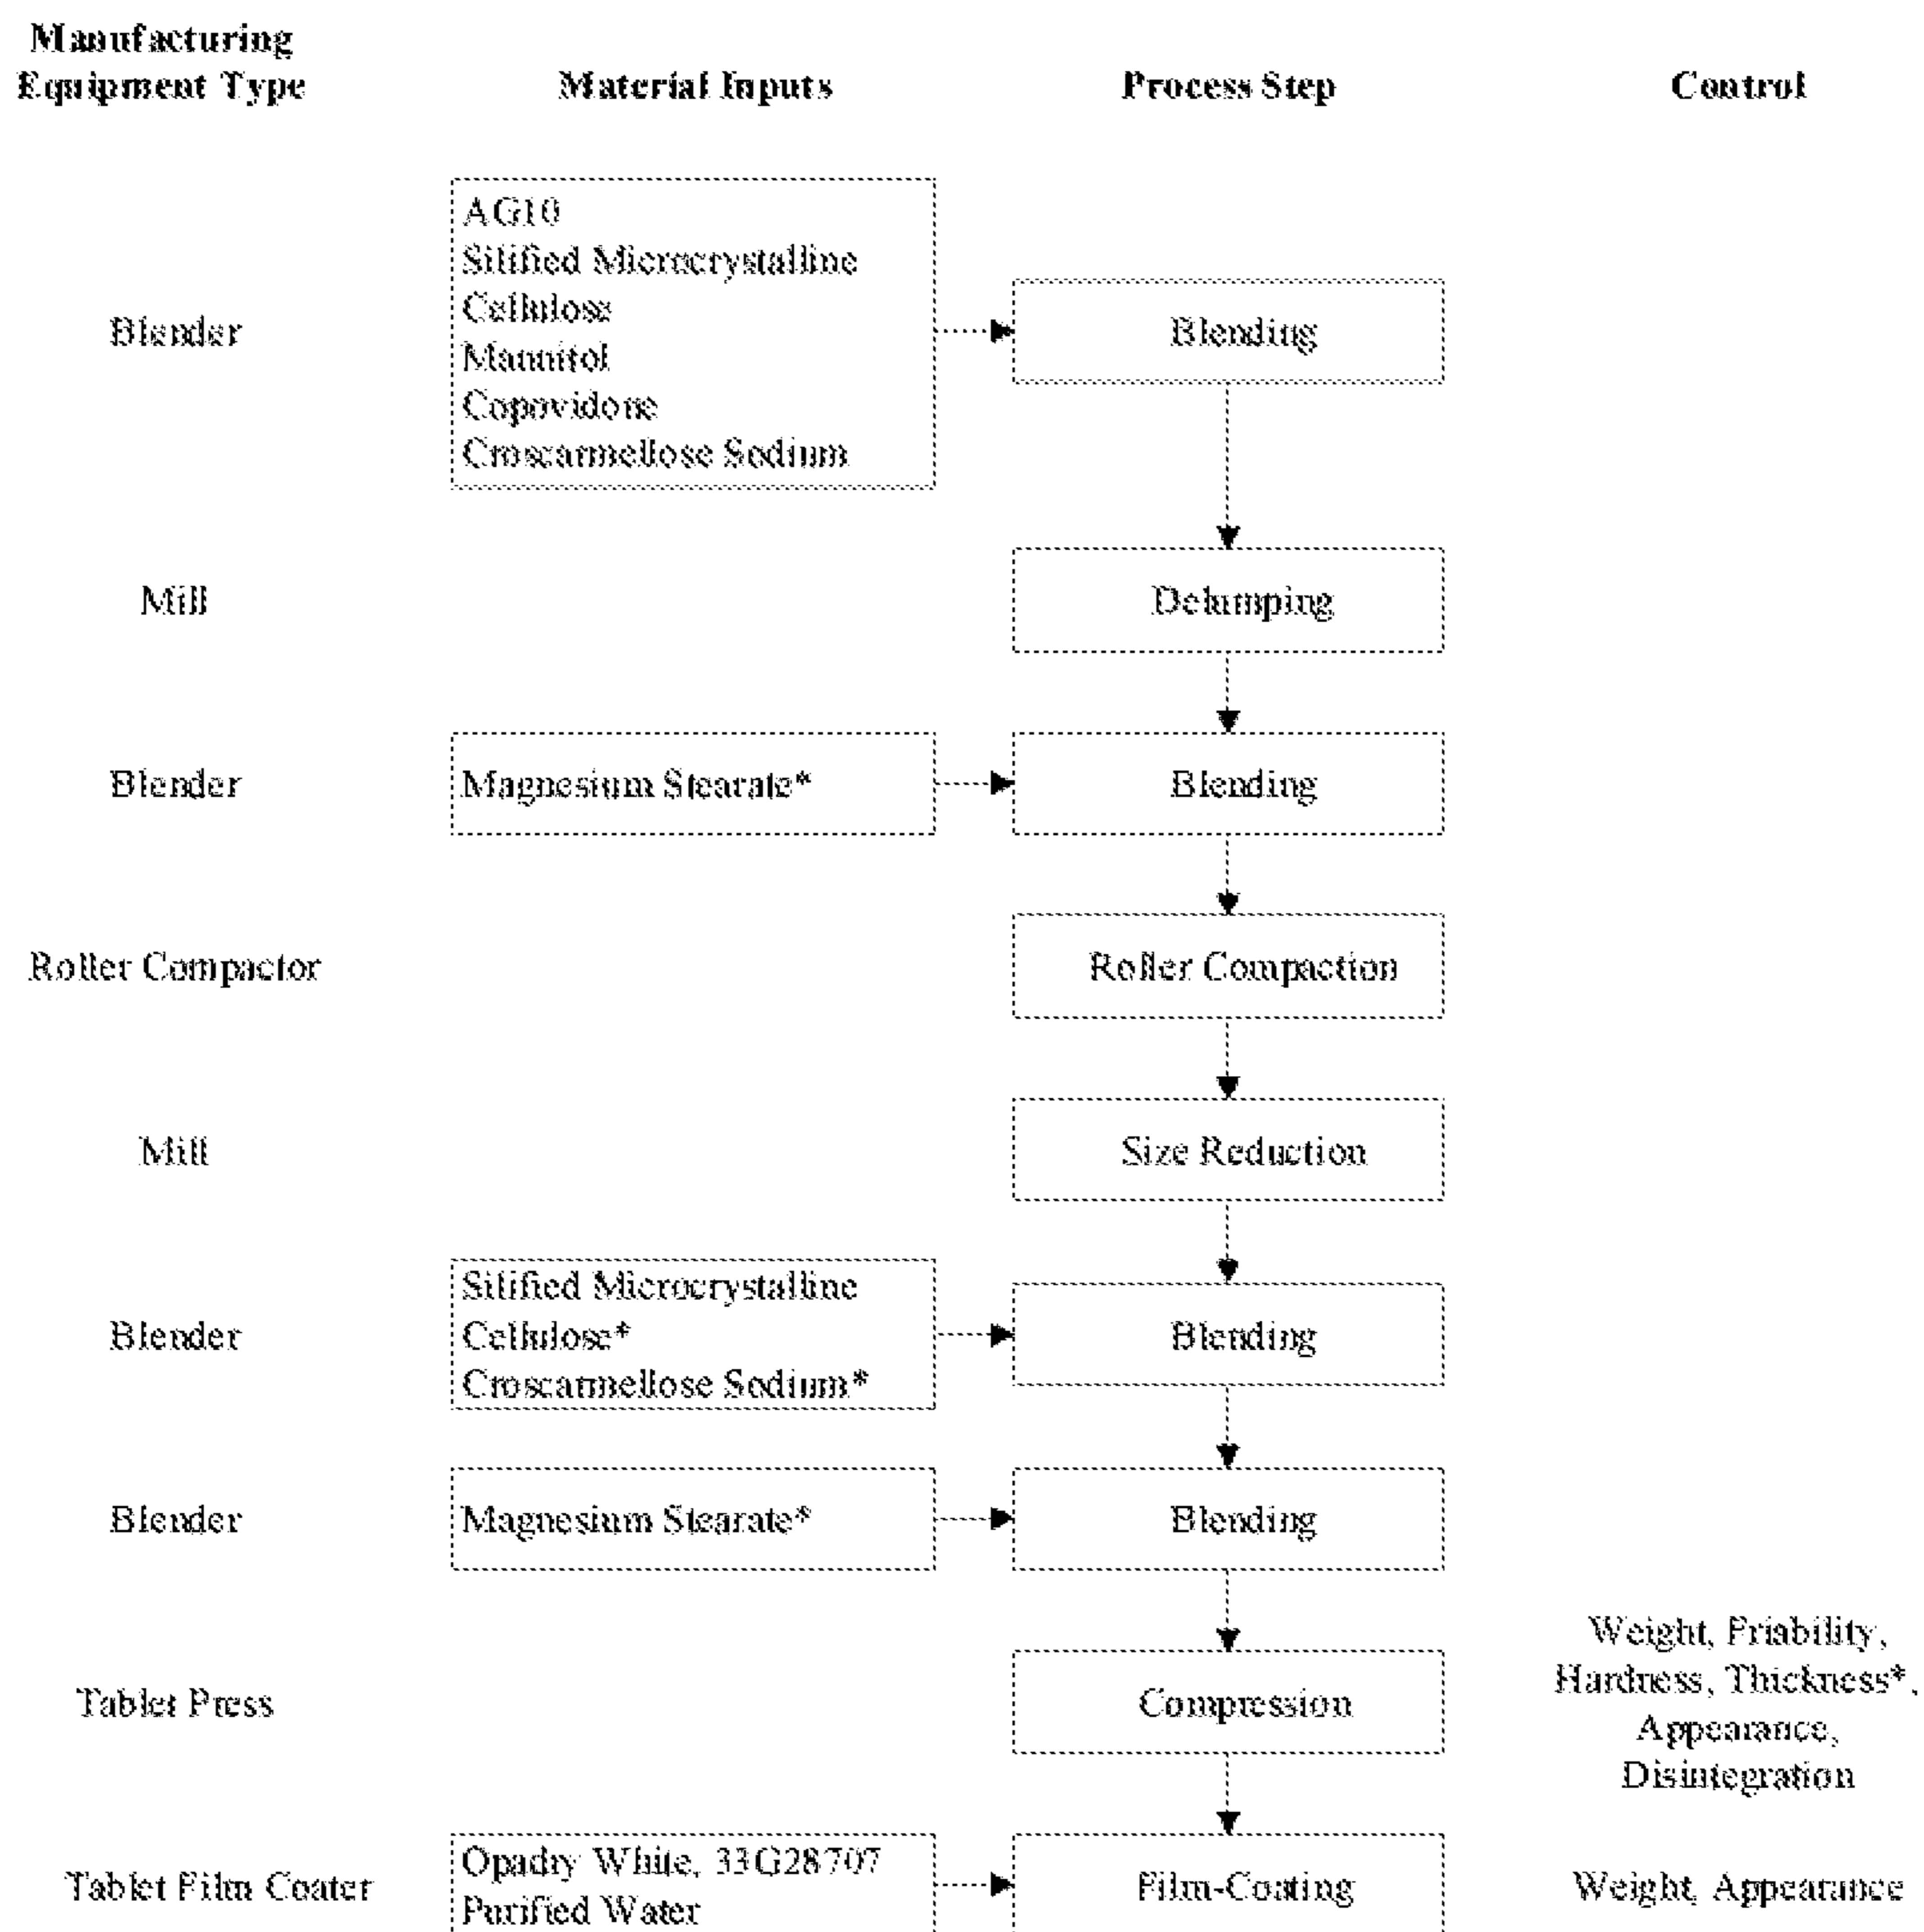 Manufacturing
Equipment Type
Material Inputs
Process Step
Control
AG10
Silified Microcrystalline
Cellulose
Mannitol
Copovidone
Croscarmellose Sodium
Blender
Blending
Mill
Delumping
Blender
Magnesium Stearate*
Blending
Roller Compactor
Roller Compaction
Mill
Size Reduction
Blender
Silified Microcrystalline
Cellulose*
Croscarmellose Sodium*
Blending
Blender
Magnesium Stearate*
Blending
Tablet Press
Compression
Weight, Friability,
Hardness, Thickness*,
Appearance,
Disintegration
Tablet Film Coater
Opadry White, 33G28707
Purified Water
Film-Coating
Weight, Appearance